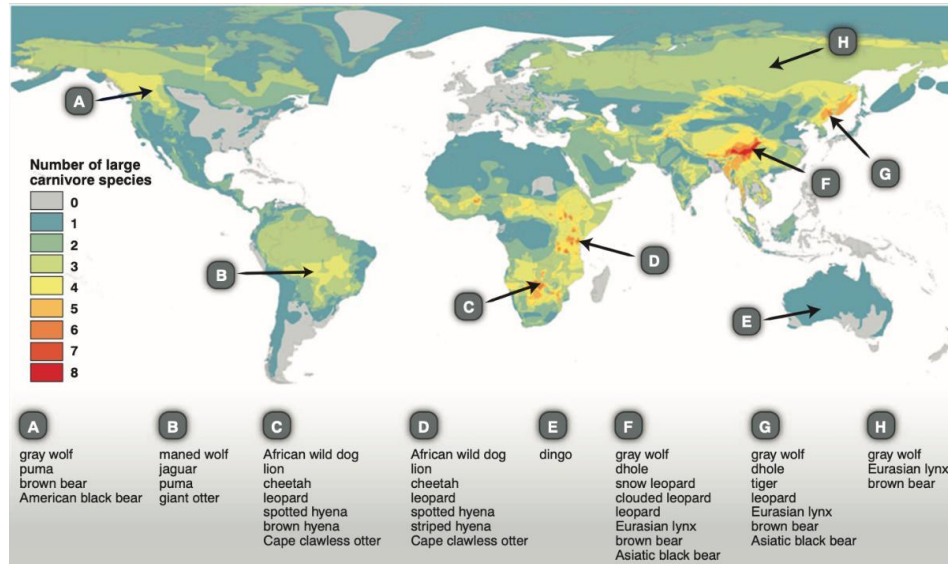 H
A
Number of large
carnivore species
0
1
2
3
4
5
6
7
8
G
F
D
B
C
E
A
gray wolf
puma
brown bear
American black bear
B
maned wolf
jaguar
puma
giant otter
C
African wild dog
lion
cheetah
leopard
spotted hyena
brown hyena
Cape clawless otter
D
African wild dog
lion
cheetah
leopard
spotted hyena
striped hyena
Cape clawless otter
E
dingo
F
gray wolf
dhole
snow leopard
clouded leopard
leopard
Eurasian lynx
brown bear
Asiatic black bear
G
gray wolf
dhole
tiger
leopard
Eurasian lynx
brown bear
Asiatic black bear
H
gray wolf
Eurasian lynx
brown bear